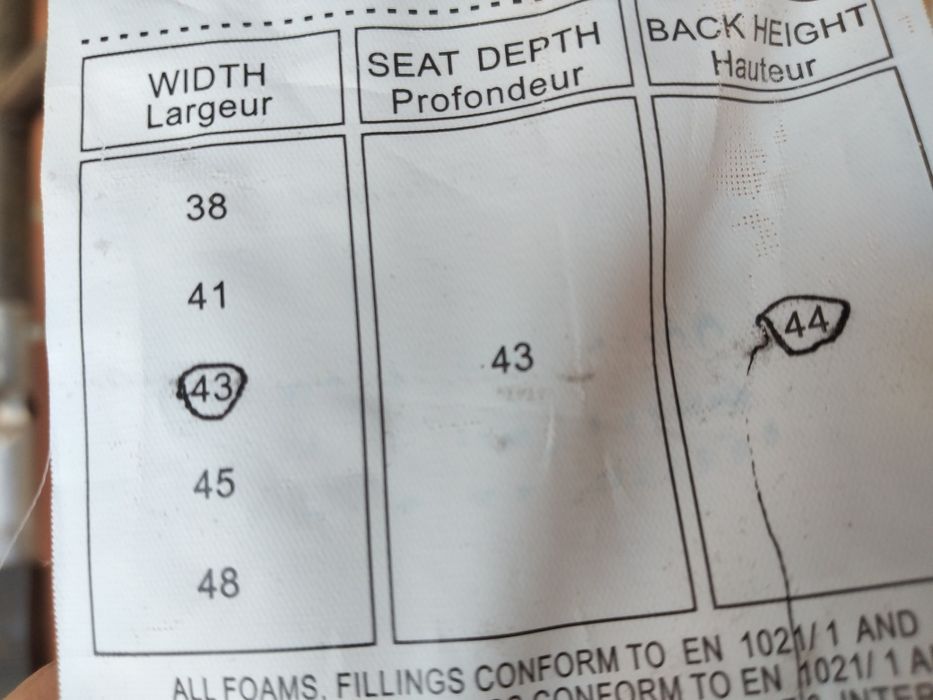 WIDTH
Largeur
SEAT DEPTH
Profondeur
BACK HEIGHT
Hauteur
38
41
43
45
48
43
44
ALL FOAMS, FILLINGS CONFORM TO EN 1021/1 AND
CONFORM TO EN 1021/1